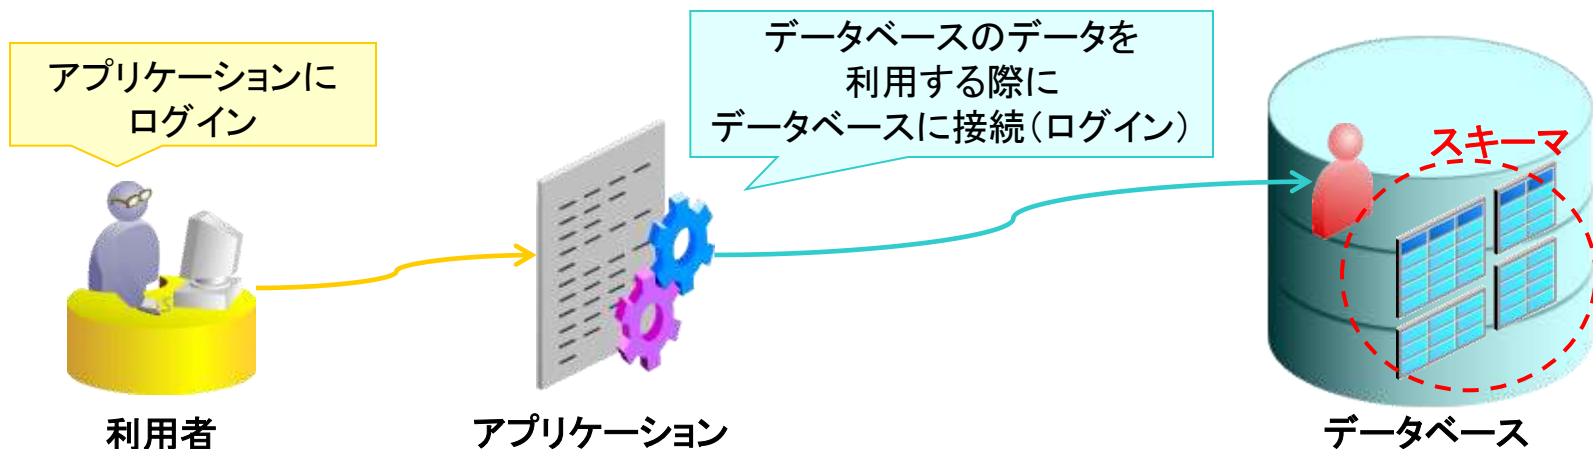 アプリケーションに
ログイン
データベースのデータを
利用する際に
データベースに接続（ログイン）
スキーマ
利用者
アプリケーション
データベース